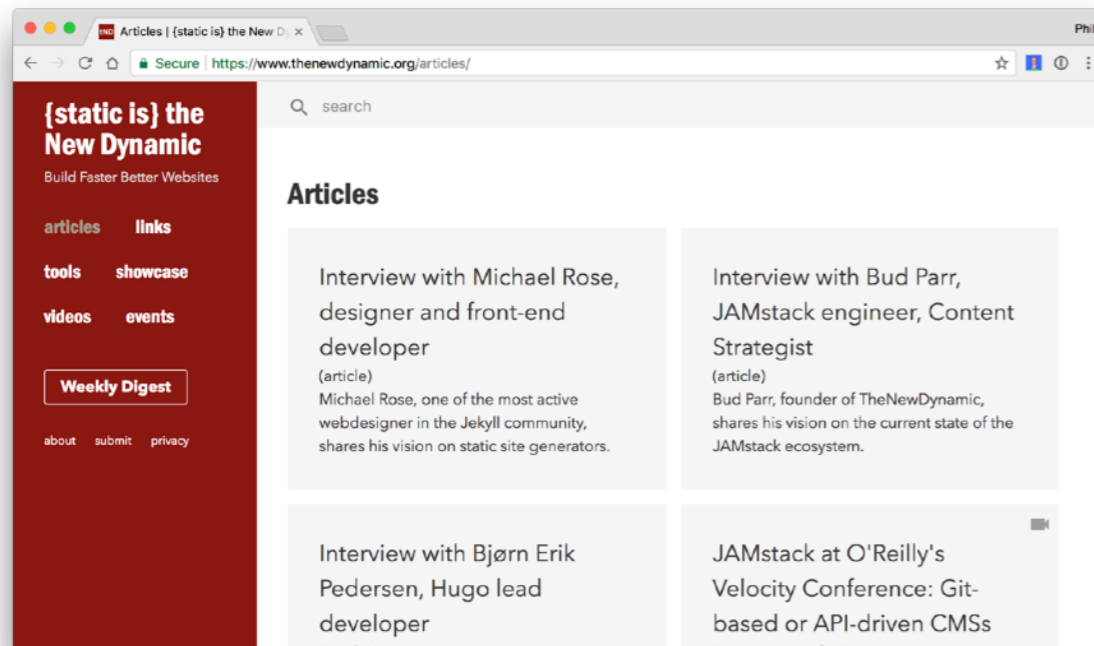 Articles | {static is} the New Dy
Phil
Secure | https://www.thenewdynamic.org/articles/
{static is} the
New Dynamic
Build Faster Better Websites
articles links
tools showcase
videos events
Weekly Digest
about submit privacy
search
Articles
Interview with Michael Rose,
designer and front-end
developer
(article)
Michael Rose, one of the most active
webdesigner in the Jekyll community,
shares his vision on static site generators.
Interview with Bud Parr,
JAMstack engineer, Content
Strategist
(article)
Bud Parr, founder of TheNewDynamic,
shares his vision on the current state of the
JAMstack ecosystem.
Interview with Bjørn Erik
Pedersen, Hugo lead
developer
JAMstack at O'Reilly's
Velocity Conference: Git-
based or API-driven CMSs